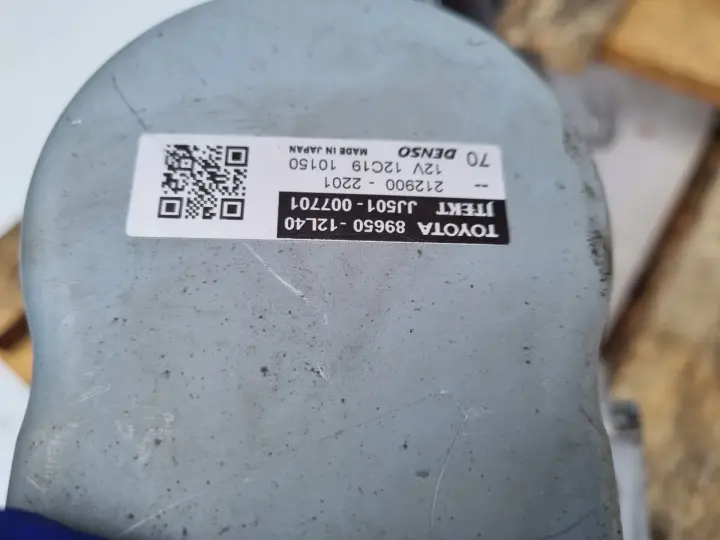 TOYOTA 89650-12L40
JTEKT JJ501-007701
-- 212900-2201
12V 12C19 10150
70 DENSO MADE IN JAPAN